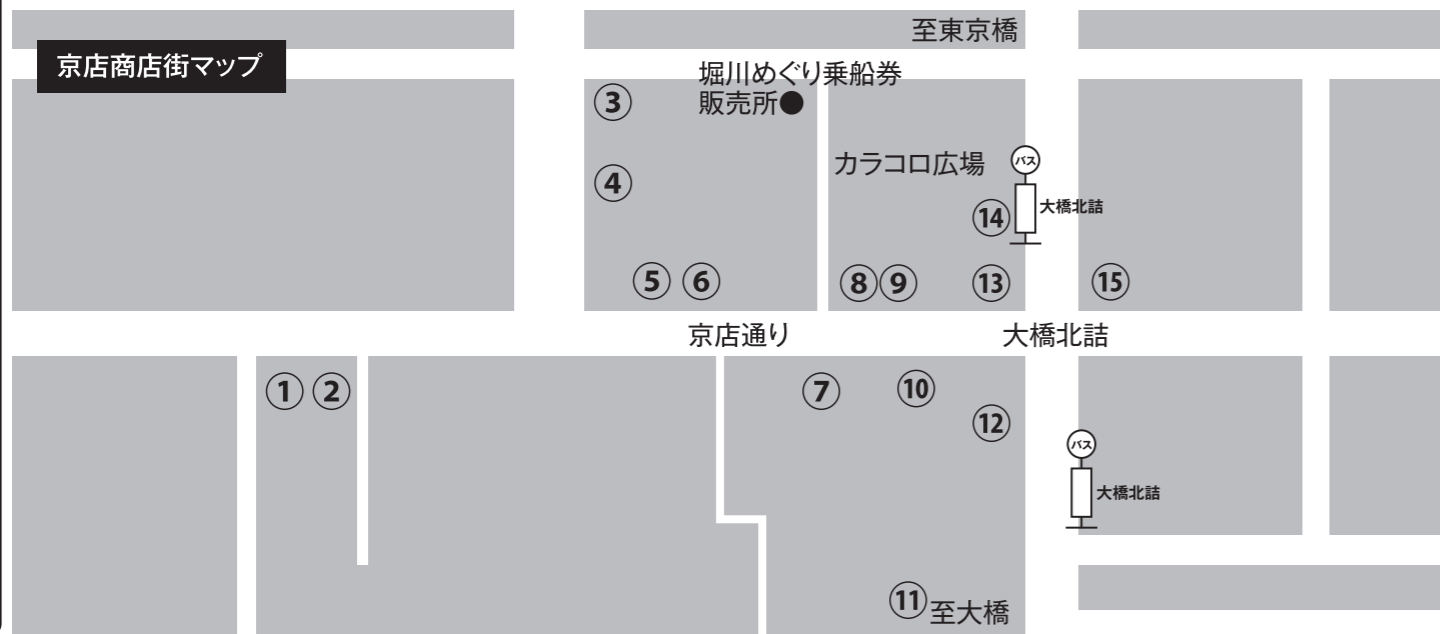 至東京橋
京店商店街マップ
堀川めぐり乗船券
販売所●
③
カラコロ広場
バス
④
大橋北詰
⑭
⑤ ⑥
⑧⑨
⑬
⑮
京店通り
大橋北詰
① ②
⑦
⑩
⑫
バス
大橋北詰
⑪
至大橋